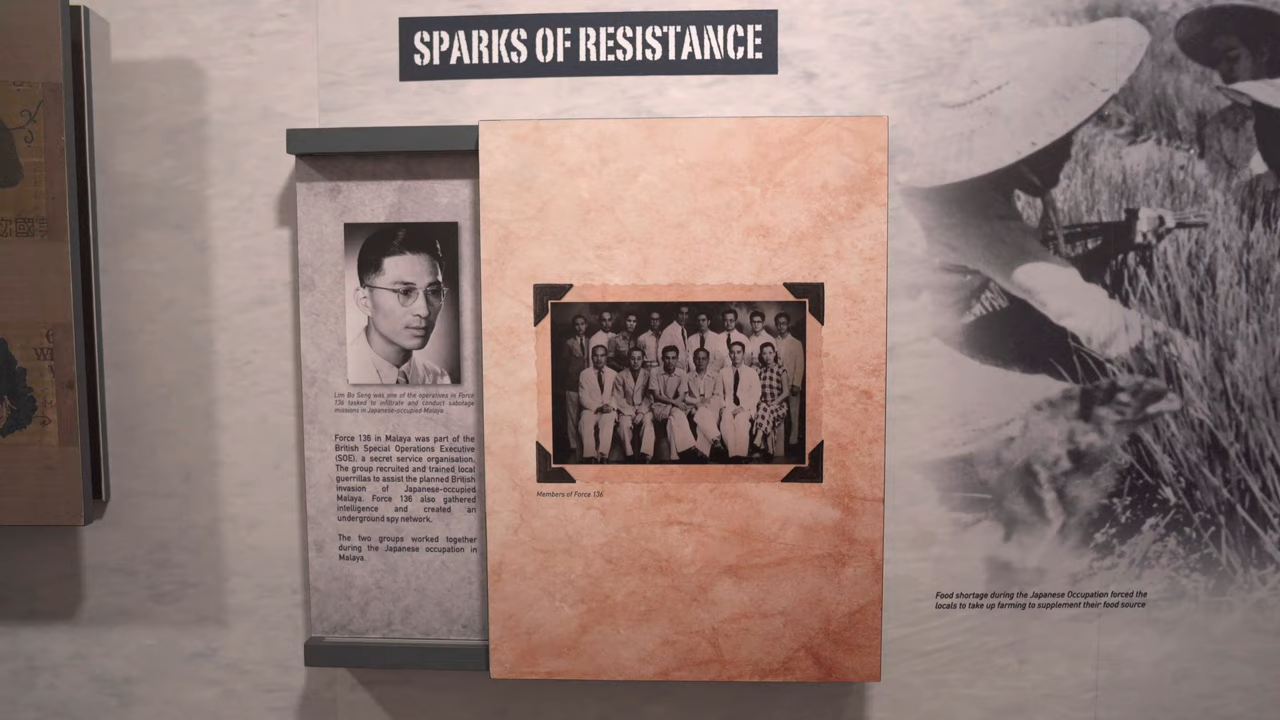 SPARKS OF RESISTANCE
Lim Bo Seng was one of the operatives in Force
136 tasked to infiltrate and conduct sabotage
missions in Japanese-occupied Malaya
Force 136 in Malaya was part of the
British Special Operations Executive
(SOE), a secret service organisation.
The group recruited and trained local
guerrillas to assist the planned British
invasion of Japanese-occupied
Malaya. Force 136 also gathered
intelligence and created an
underground spy network.
The two groups worked together
during the Japanese occupation in
Malaya.
Members of Force 136
Food shortage during the Japanese Occupation forced the
locals to take up farming to supplement their food source